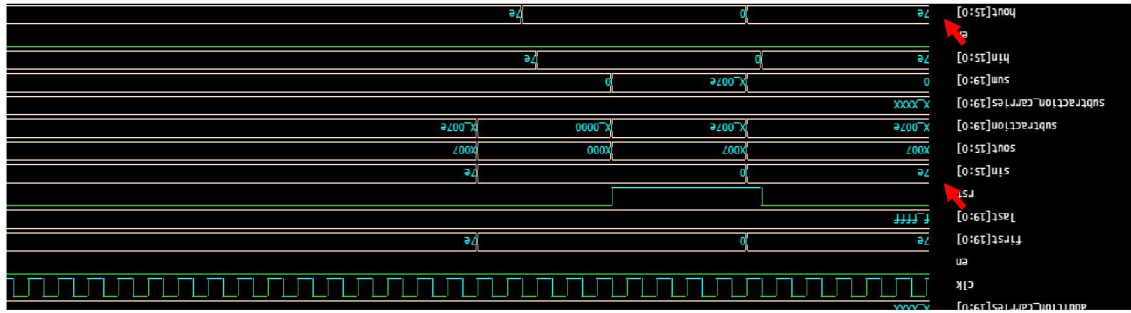 addition_carries[19:0] X_XXXX
clk
en
first[19:0] 7e 0 7e
last[19:0] f_ffff
rst
sin[15:0] 7e 0 7e
sout[15:0] X007 X007 X000 X007
subtraction[19:0] X_007e X_007e X_0000 X_007e
subtraction_carries[19:0] X_XXXX
sum[19:0] 0 X_007e 0
hin[15:0] 7e 0 7e
en
hout[15:0] 7e 0 7e